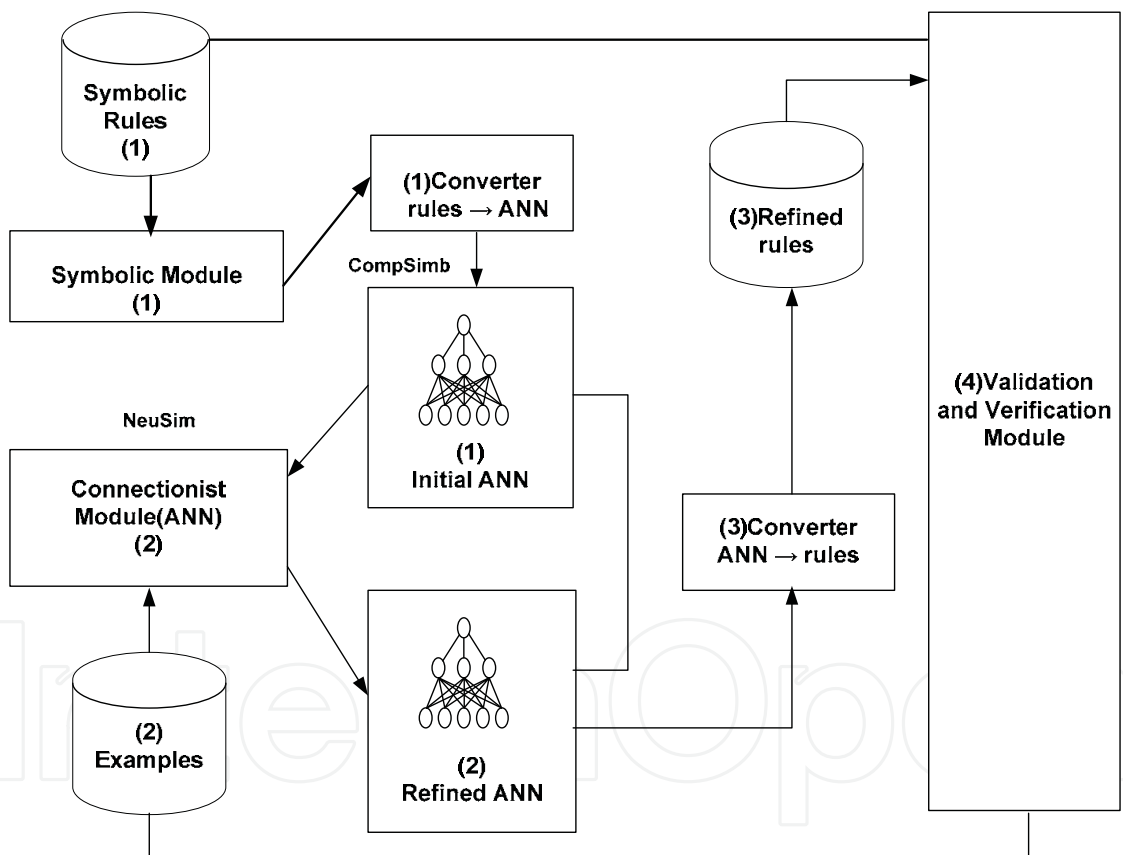 Symbolic
Rules
(1)
(1)Converter
rules → ANN
(3)Refined
rules
Symbolic Module
(1)
CompSimb
(4)Validation
and Verification
Module
NeuSim
(1)
Initial ANN
Connectionist
Module(ANN)
(2)
(3)Converter
ANN → rules
(2)
Examples
(2)
Refined ANN